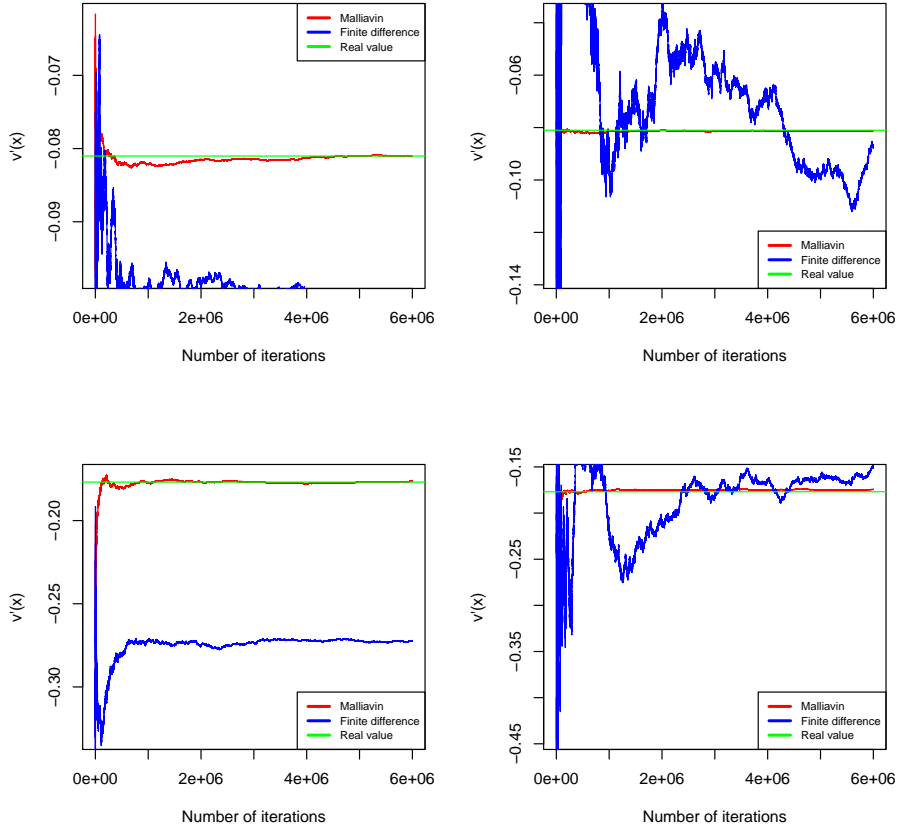 Malliavin
Finite difference
Real value
−0.07
−0.08
−0.09
v'(x)
0e+00 2e+06 4e+06 6e+06
Number of iterations
−0.06
−0.10
−0.14
v'(x)
Malliavin
Finite difference
Real value
0e+00 2e+06 4e+06 6e+06
Number of iterations
−0.20
−0.25
−0.30
v'(x)
Malliavin
Finite difference
Real value
0e+00 2e+06 4e+06 6e+06
Number of iterations
−0.15
−0.25
−0.35
−0.45
v'(x)
Malliavin
Finite difference
Real value
0e+00 2e+06 4e+06 6e+06
Number of iterations